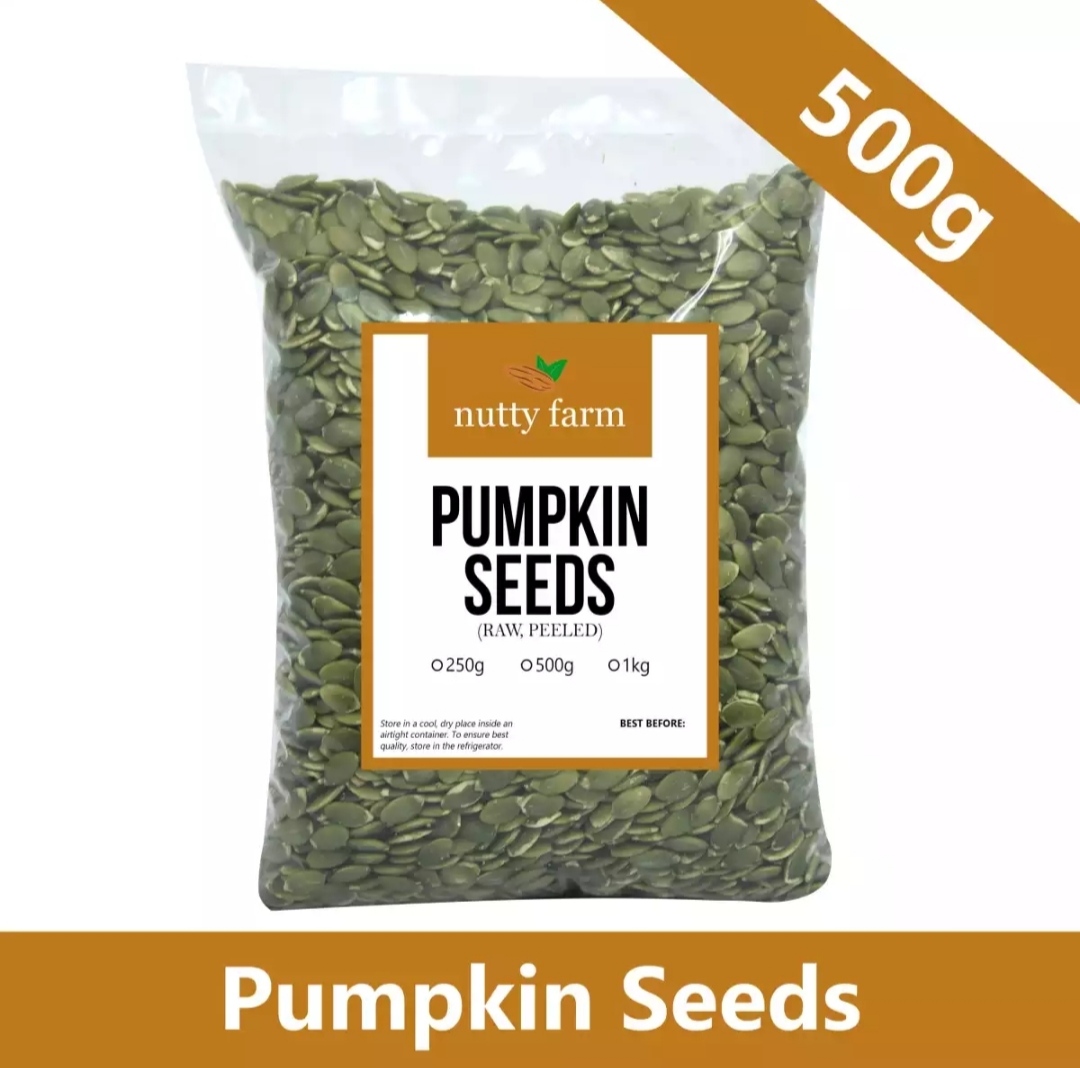 500g
nutty farm
PUMPKIN
SEEDS
(RAW, PEELED)
250g 500g 1kg
Store in a cool, dry place inside an
airtight container. To ensure best
quality, store in the refrigerator.
BEST BEFORE:
Pumpkin Seeds